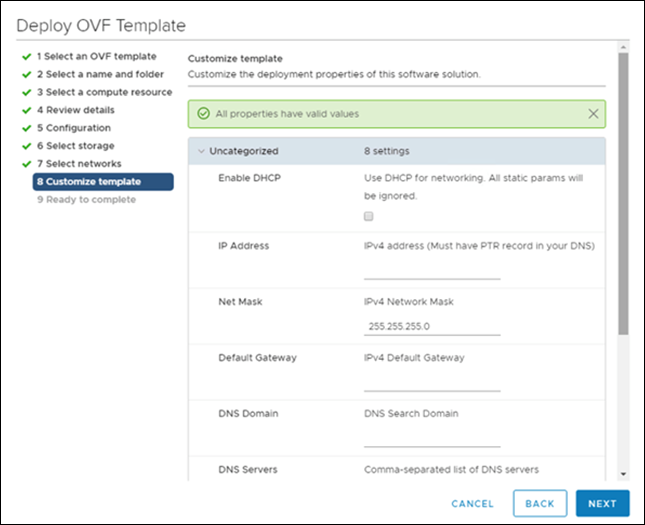 Deploy OVF Template
1 Select an OVF template
2 Select a name and folder
3 Select a compute resource
4 Review details
5 Configuration
6 Select storage
7 Select networks
8 Customize template
9 Ready to complete
Customize template
Customize the deployment properties of this software solution.
All properties have valid values
Uncategorized 8 settings
Enable DHCP Use DHCP for networking. All static params will
be ignored.
IP Address IPv4 address (Must have PTR record in your DNS)
Net Mask IPv4 Network Mask
255.255.255.0
Default Gateway IPv4 Default Gateway
DNS Domain DNS Search Domain
DNS Servers Comma-separated list of DNS servers
CANCEL BACK NEXT